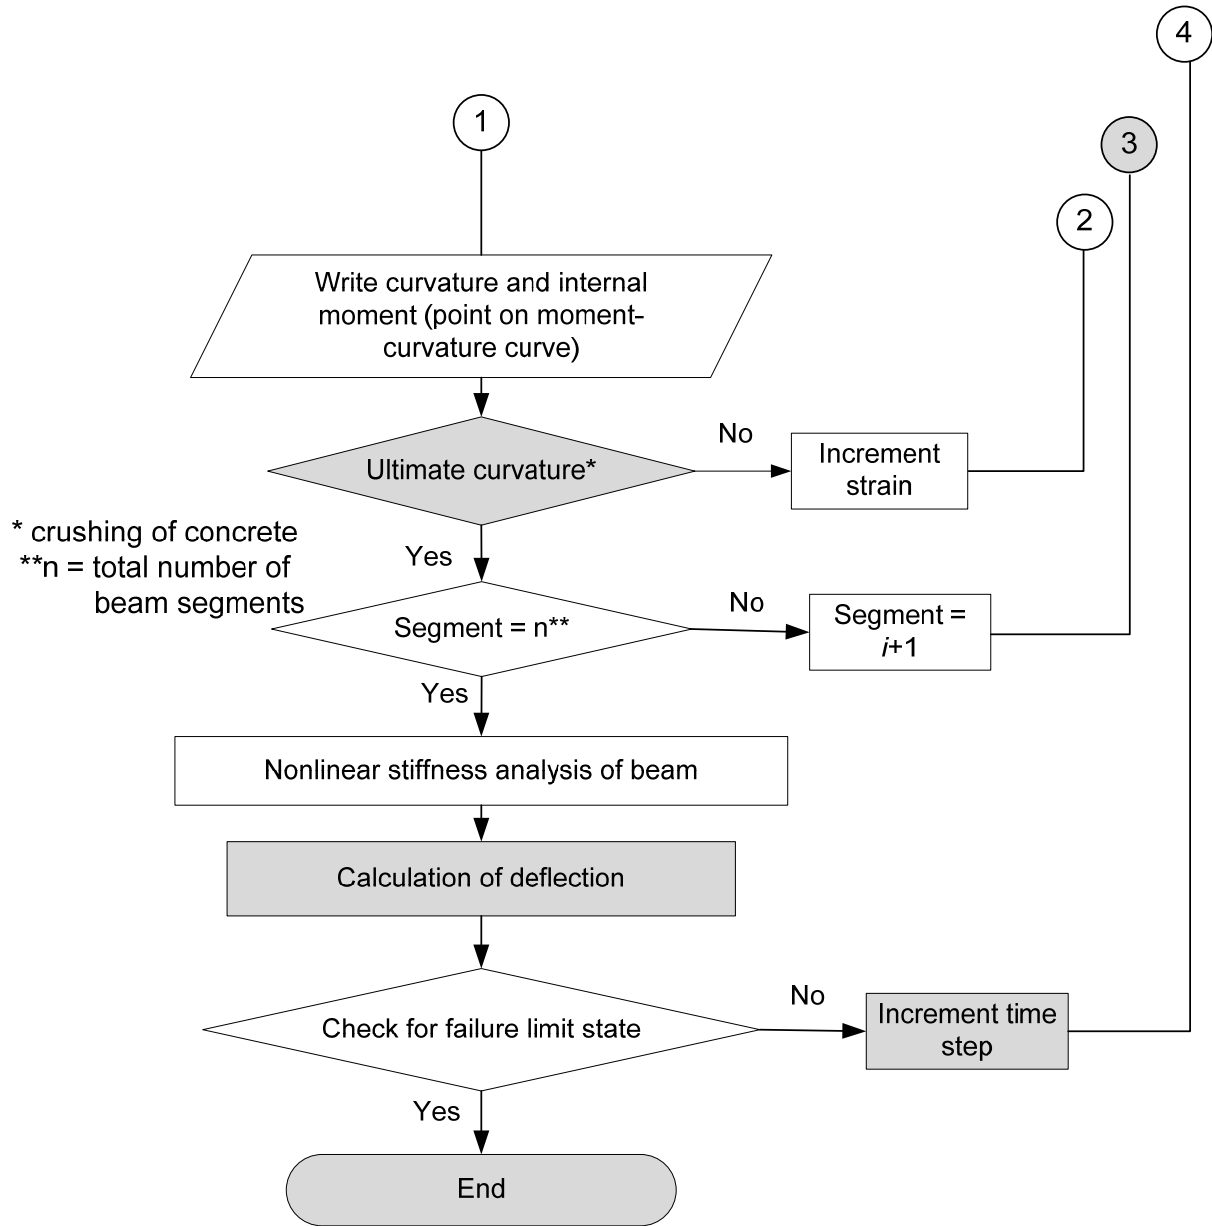 4
1
3
2
Write curvature and internal
moment (point on moment-
curvature curve)
No
Ultimate curvature*
Increment
strain
* crushing of concrete
**n = total number of
beam segments
Yes
No
Segment = n**
Segment =
i+1
Yes
Nonlinear stiffness analysis of beam
Calculation of deflection
No
Check for failure limit state
Increment time
step
Yes
End